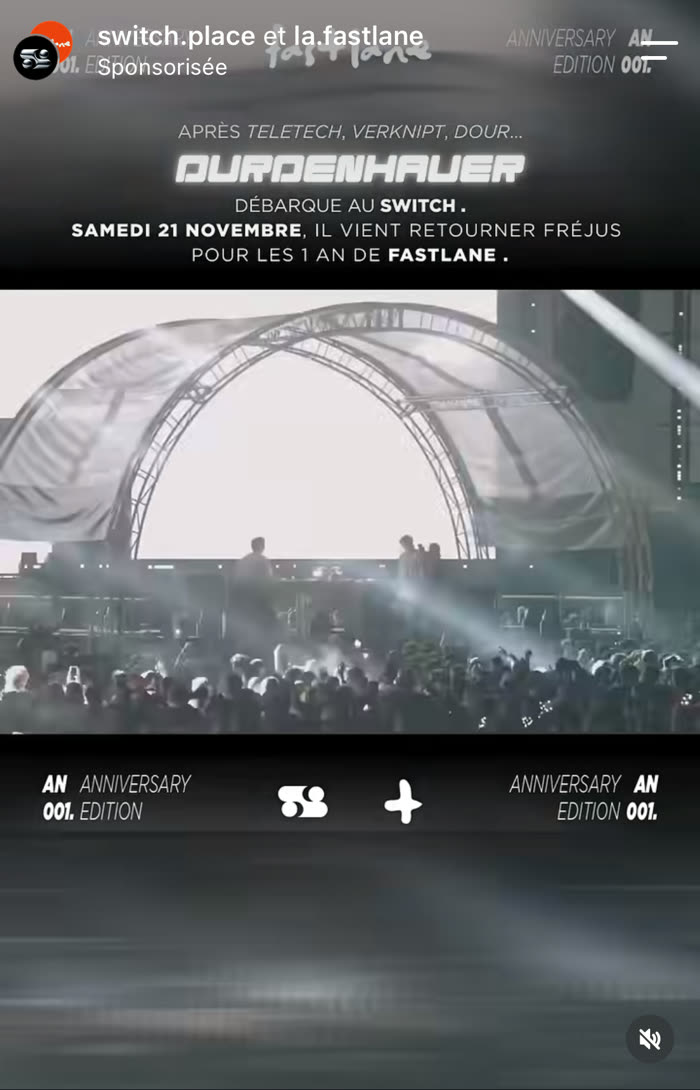 switch.place et la.fastlane
Sponsorisée
fastlane
ANNIVERSARY AN
EDITION 001.
APRÈS TELETECH, VERKNIPT, DOUR...
DURDENHAUER
DÉBARQUE AU SWITCH .
SAMEDI 21 NOVEMBRE, IL VIENT RETOURNER FRÉJUS
POUR LES 1 AN DE FASTLANE .
AN ANNIVERSARY
001. EDITION
ANNIVERSARY AN
EDITION 001.